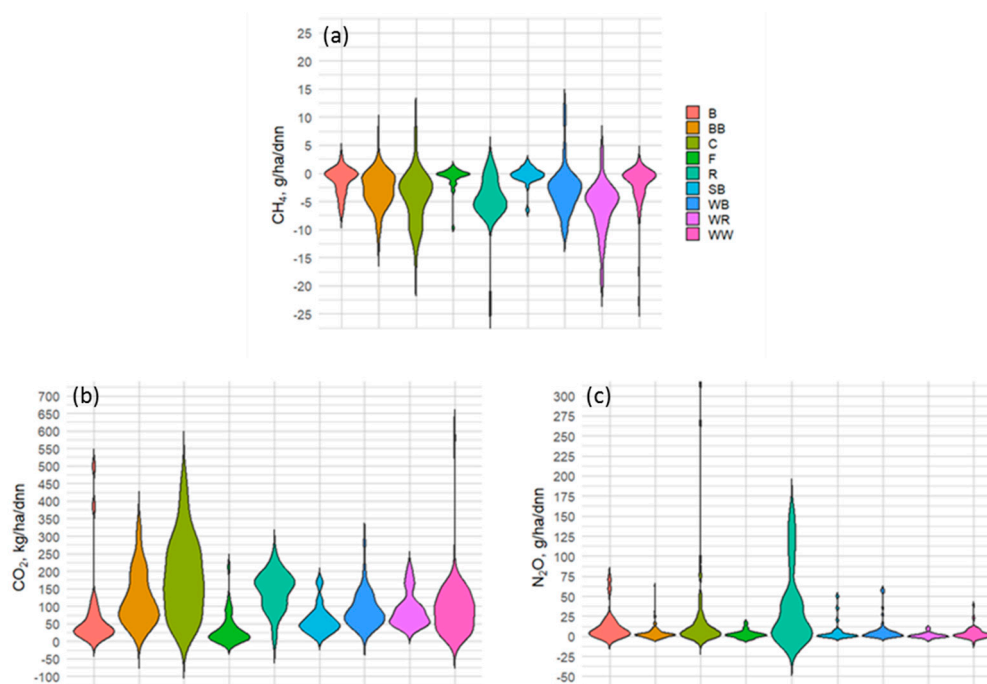 (a)
25
20
15
10
5
0
-5
-10
-15
-20
-25
CH₄, g/ha/dnn
B
BB
C
F
R
SB
WB
WR
WW
(b)
700
650
600
550
500
450
400
350
300
250
200
150
100
50
0
-50
-100
CO₂, kg/ha/dnn
(c)
300
275
250
225
200
175
150
125
100
75
50
25
0
-25
-50
N₂O, g/ha/dnn